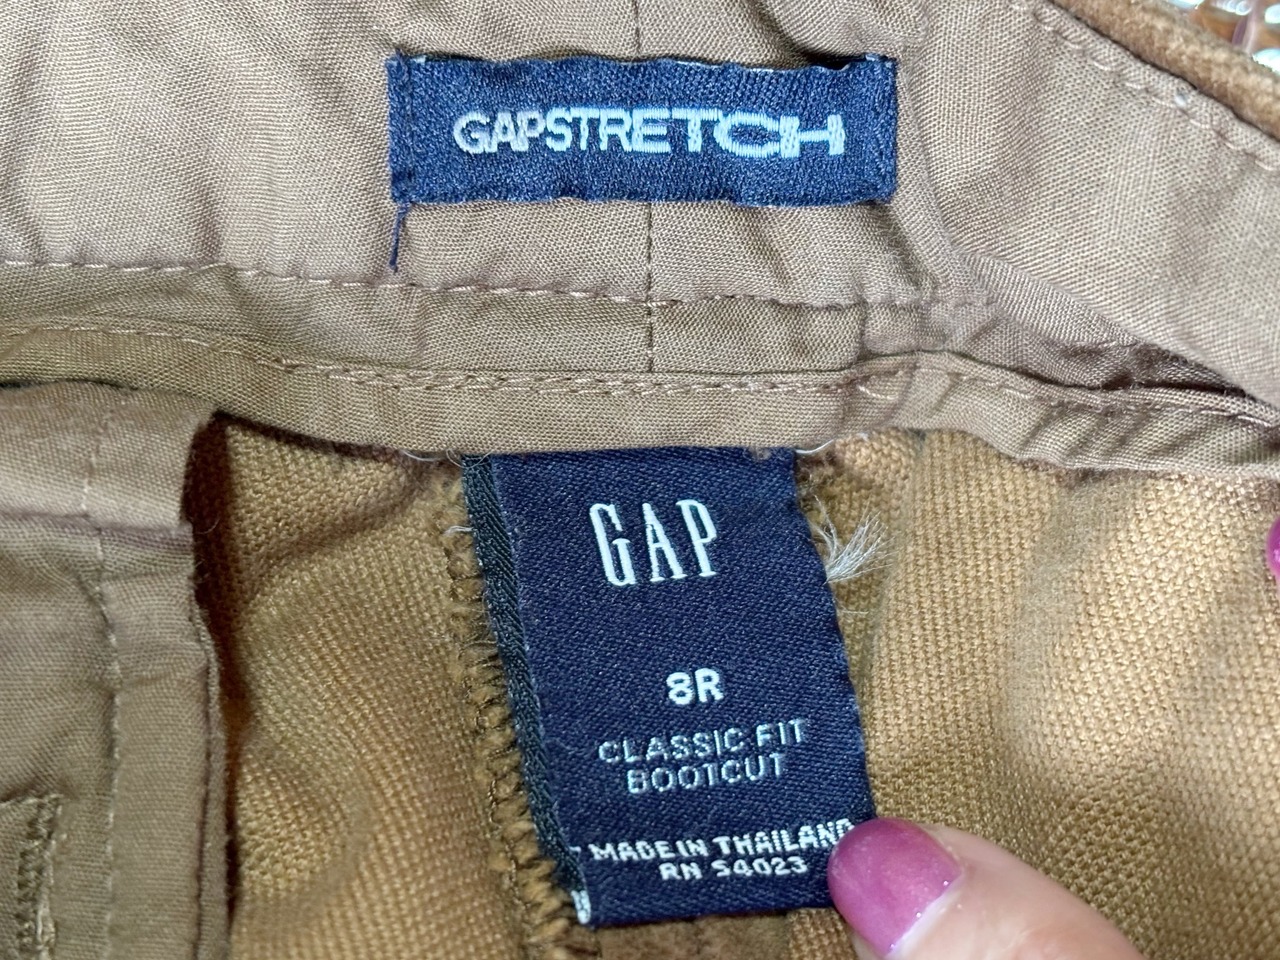 GAPSTRETCH
GAP
8R
CLASSIC FIT
BOOTCUT
MADE IN THAILAND
RN 54023